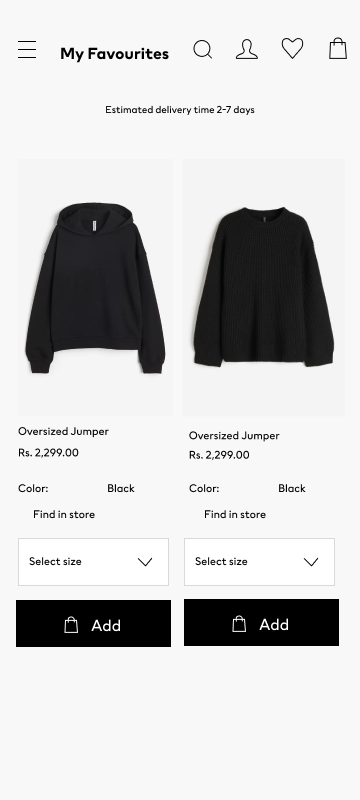 My Favourites
Estimated delivery time 2-7 days
Oversized Jumper
Rs. 2,299.00
Color: Black
Find in store
Select size
Add
Oversized Jumper
Rs. 2,299.00
Color: Black
Find in store
Select size
Add